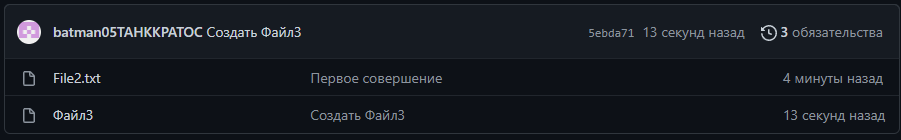 batman05TAHKKPATOC Создать Файл3 5ebda71 13 секунд назад 3 обязательства
File2.txt Первое совершение 4 минуты назад
Файл3 Создать Файл3 13 секунд назад